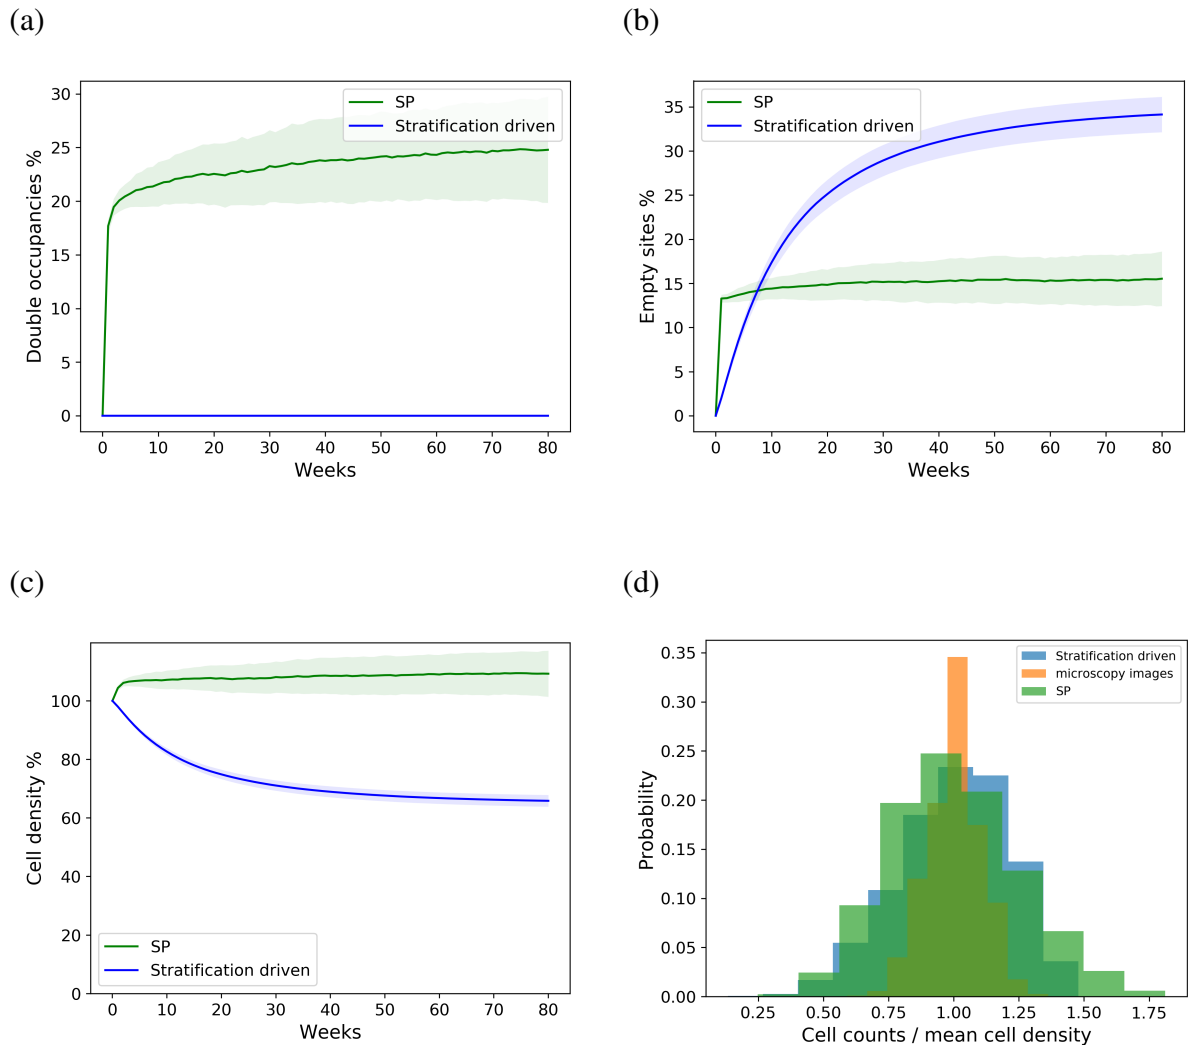 (a)
(b)
SP
Stratification driven
Double occupancies %
0
5
10
15
20
25
30
0 10 20 30 40 50 60 70 80
Weeks
SP
Stratification driven
Empty sites %
0
5
10
15
20
25
30
35
0 10 20 30 40 50 60 70 80
Weeks
(c)
(d)
SP
Stratification driven
Cell density %
0
20
40
60
80
100
0 10 20 30 40 50 60 70 80
Weeks
Stratification driven
microscopy images
SP
Probability
0.00
0.05
0.10
0.15
0.20
0.25
0.30
0.35
0.25 0.50 0.75 1.00 1.25 1.50 1.75
Cell counts / mean cell density